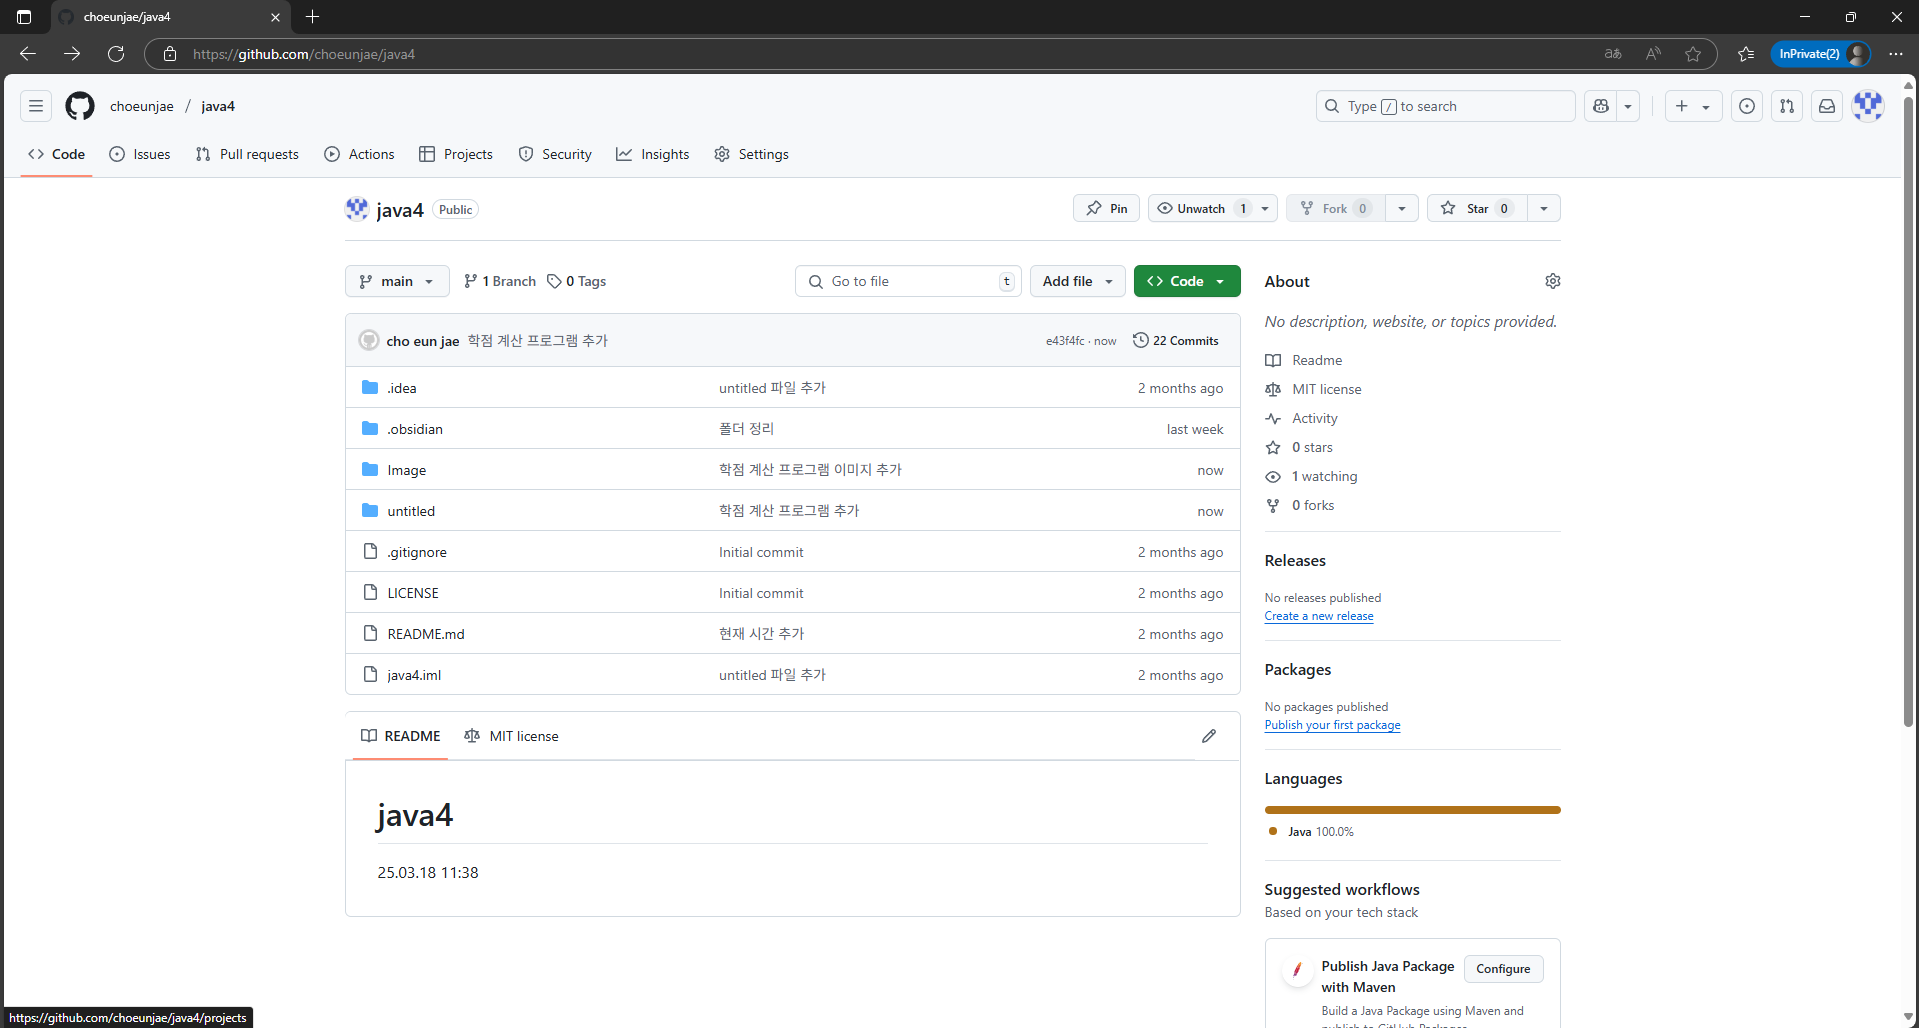 choeunjae/java4
https://github.com/choeunjae/java4
InPrivate(2)
choeunjae / java4
Type / to search
Code
Issues
Pull requests
Actions
Projects
Security
Insights
Settings
java4 Public
Pin
Unwatch 1
Fork 0
Star 0
main
1 Branch
0 Tags
Go to file t
Add file
Code
cho eun jae 학점 계산 프로그램 추가 e43f4fc · now 22 Commits
.idea untitled 파일 추가 2 months ago
.obsidian 폴더 정리 last week
Image 학점 계산 프로그램 이미지 추가 now
untitled 학점 계산 프로그램 추가 now
.gitignore Initial commit 2 months ago
LICENSE Initial commit 2 months ago
README.md 현재 시간 추가 2 months ago
java4.iml untitled 파일 추가 2 months ago
README
MIT license
java4
25.03.18 11:38
About
No description, website, or topics provided.
Readme
MIT license
Activity
0 stars
1 watching
0 forks
Releases
No releases published
Create a new release
Packages
No packages published
Publish your first package
Languages
Java 100.0%
Suggested workflows
Based on your tech stack
Publish Java Package
with Maven
Configure
Build a Java Package using Maven and
publish to GitHub Packages.
https://github.com/choeunjae/java4/projects